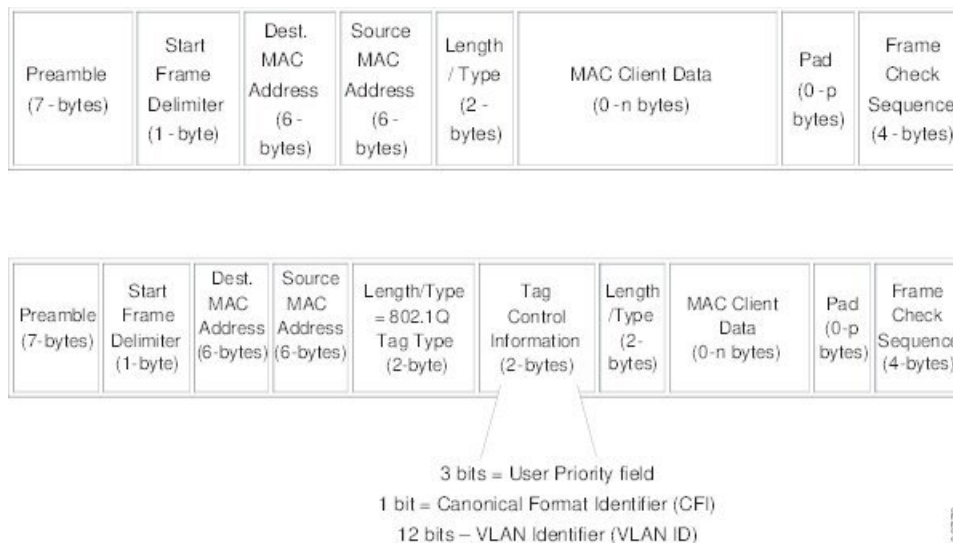 Preamble
(7 - bytes)
Start
Frame
Delimiter
(1 - byte)
Dest.
MAC
Address
(6 -
bytes)
Source
MAC
Address
(6 -
bytes)
Length
/ Type
(2 -
bytes)
MAC Client Data
(0 -n bytes)
Pad
(0 -p
bytes)
Frame
Check
Sequence
(4 - bytes)
Preamble
(7-bytes)
Start
Frame
Delimiter
(1-byte)
Dest.
MAC
Address
(6-bytes)
Source
MAC
Address
(6-bytes)
Length/Type
= 802.1Q
Tag Type
(2-byte)
Tag
Control
Information
(2-bytes)
Length
/Type
(2-
bytes)
MAC Client
Data
(0-n bytes)
Pad
(0-p
bytes)
Frame
Check
Sequence
(4-bytes)
3 bits = User Priority field
1 bit = Canonical Format Identifier (CFI)
12 bits – VLAN Identifier (VLAN ID)